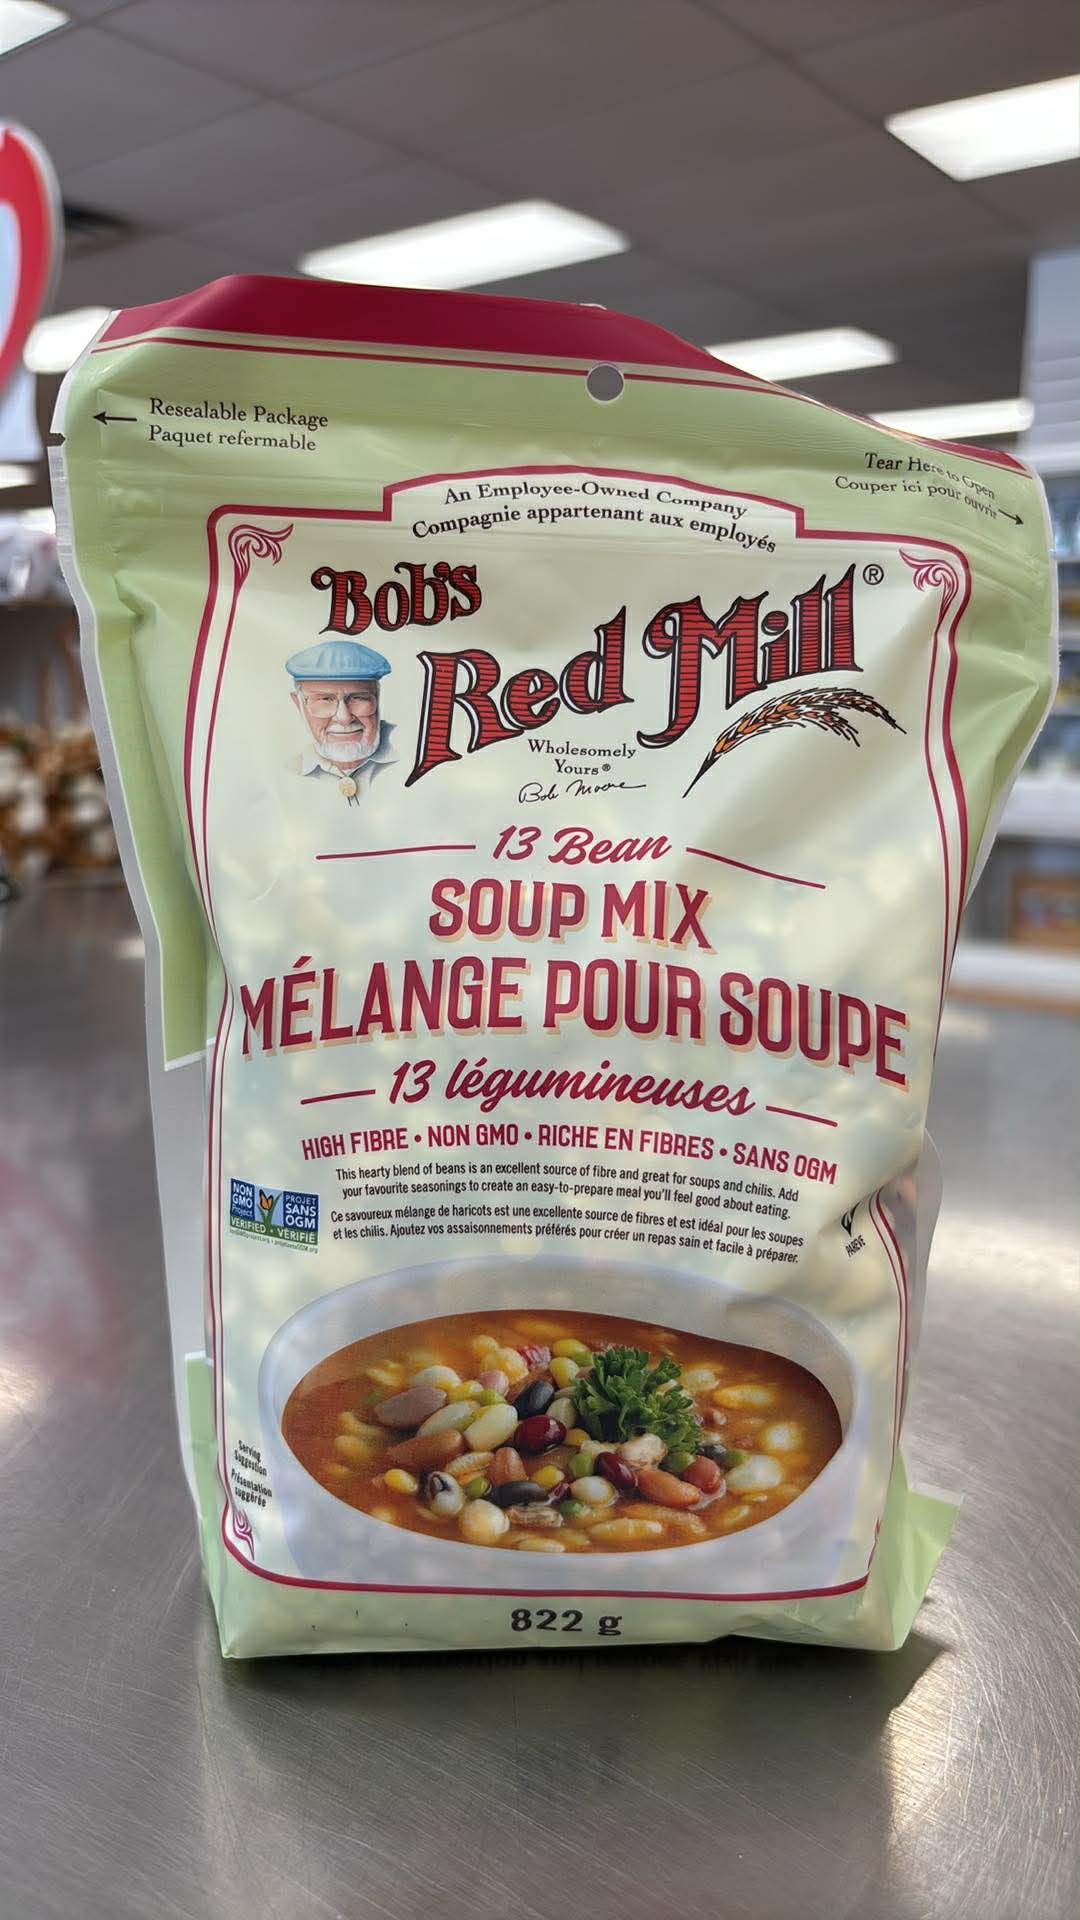 Resealable Package
Paquet refermable
Tear Here to Open
Couper ici pour ouvrir
An Employee-Owned Company
Compagnie appartenant aux employés
Bob's
Red Mill®
Wholesomely
Yours®
Bob Moore
13 Bean
SOUP MIX
MÉLANGE POUR SOUPE
13 légumineuses
HIGH FIBRE • NON GMO • RICHE EN FIBRES • SANS OGM
This hearty blend of beans is an excellent source of fibre and great for soups and chilis. Add
your favourite seasonings to create an easy-to-prepare meal you'll feel good about eating.
Ce savoureux mélange de haricots est une excellente source de fibres et est idéal pour les soupes
et les chilis. Ajoutez vos assaisonnements préférés pour créer un repas sain et facile à préparer.
NON
GMO
Project
PROJET
SANS
OGM
VERIFIED • VÉRIFIÉ
PAREVE
Serving
Suggestion
Présentation
suggérée
822 g